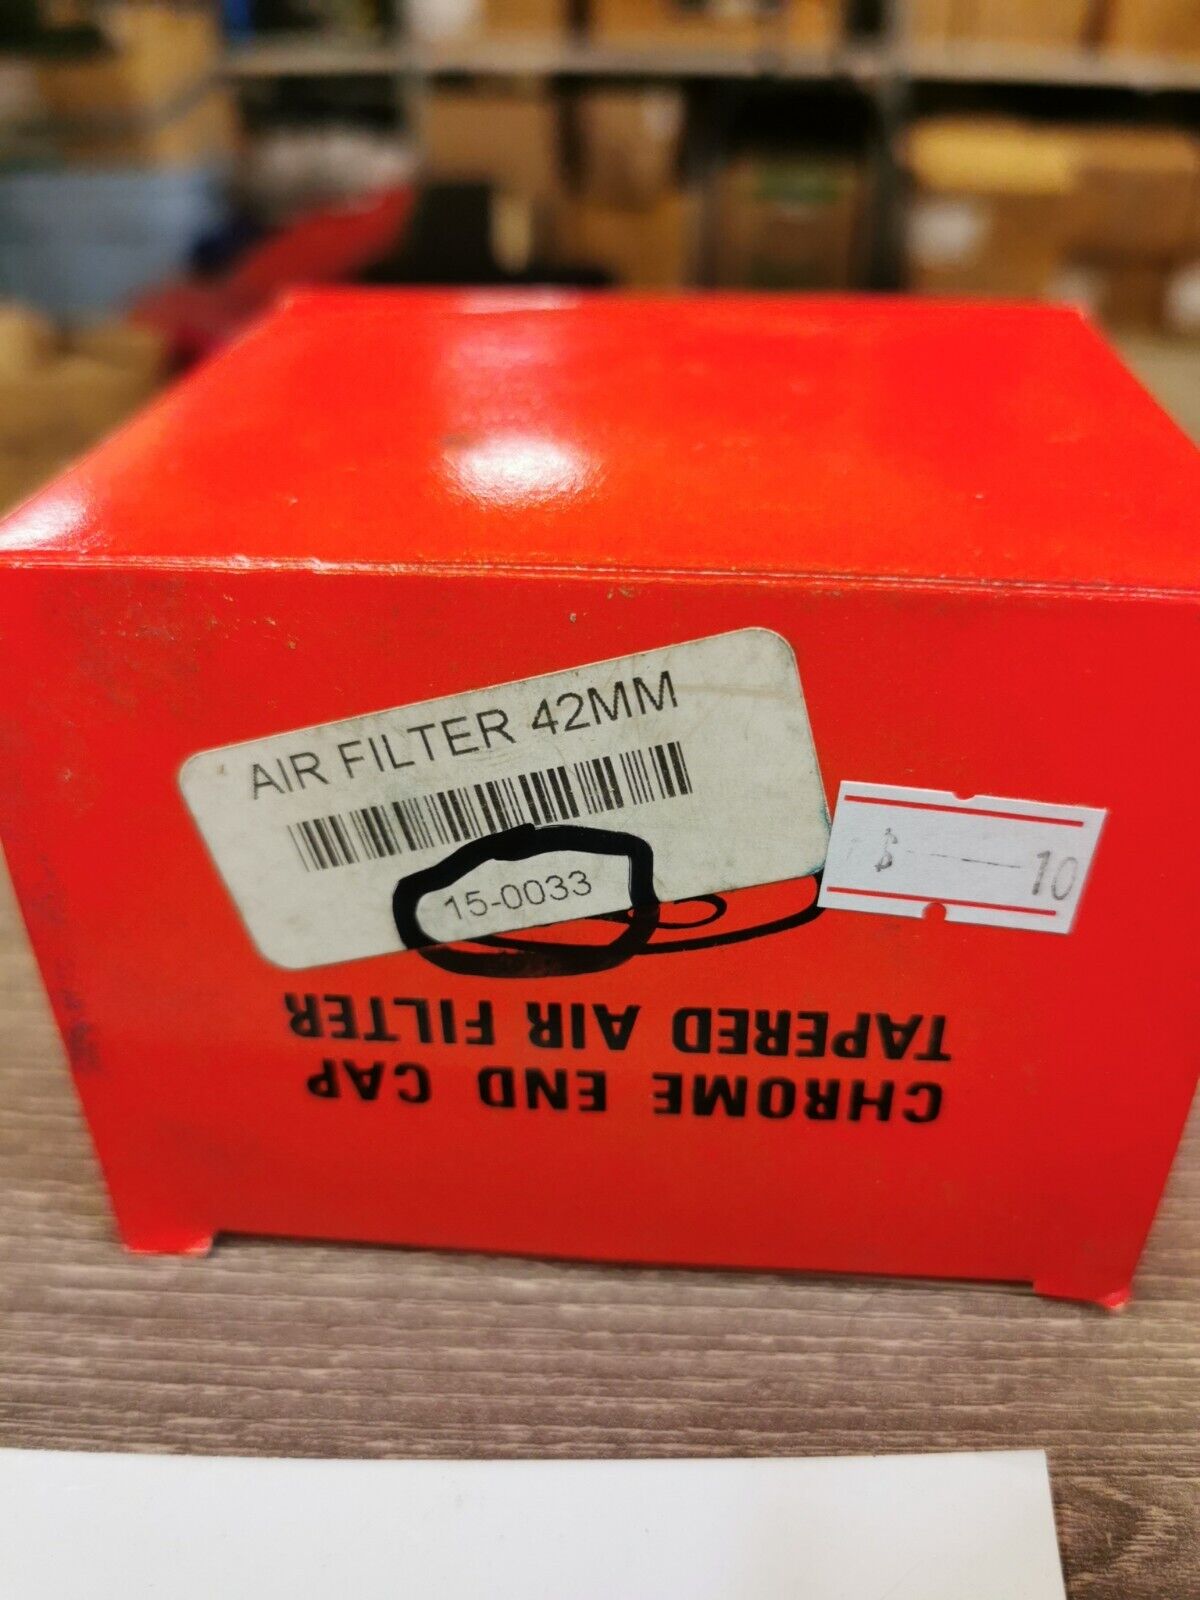 AIR FILTER 42MM
15-0033
$ 10
CHROME END CAP
TAPERED AIR FILTER